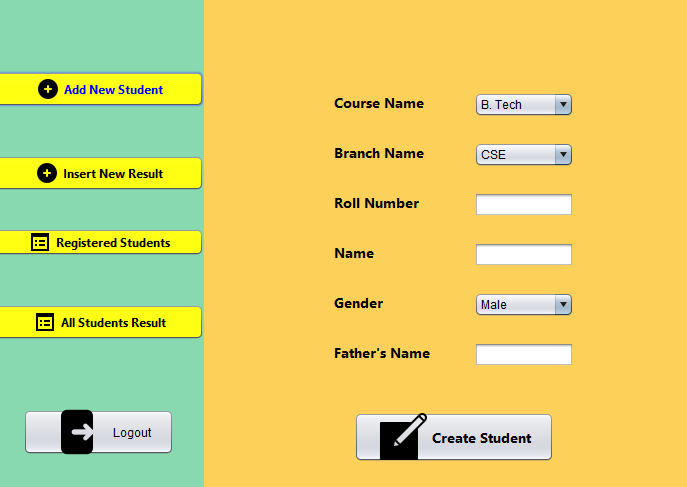 Add New Student
Insert New Result
Registered Students
All Students Result
Logout
Course Name B. Tech
Branch Name CSE
Roll Number
Name
Gender Male
Father's Name
Create Student